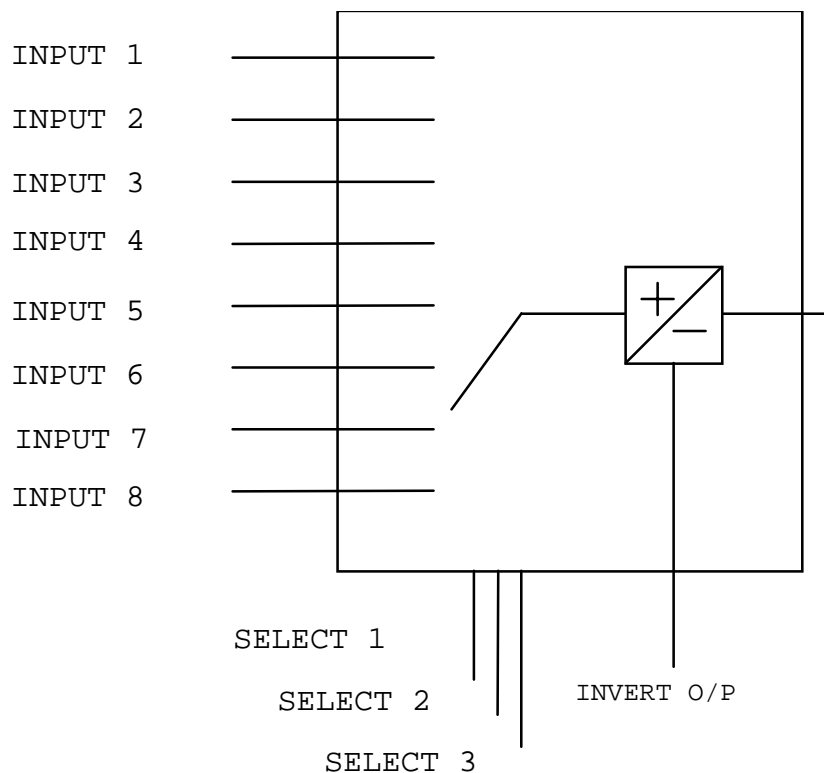 INPUT 1
INPUT 2
INPUT 3
INPUT 4
INPUT 5
INPUT 6
INPUT 7
INPUT 8
+
−
SELECT 1
SELECT 2
INVERT O/P
SELECT 3